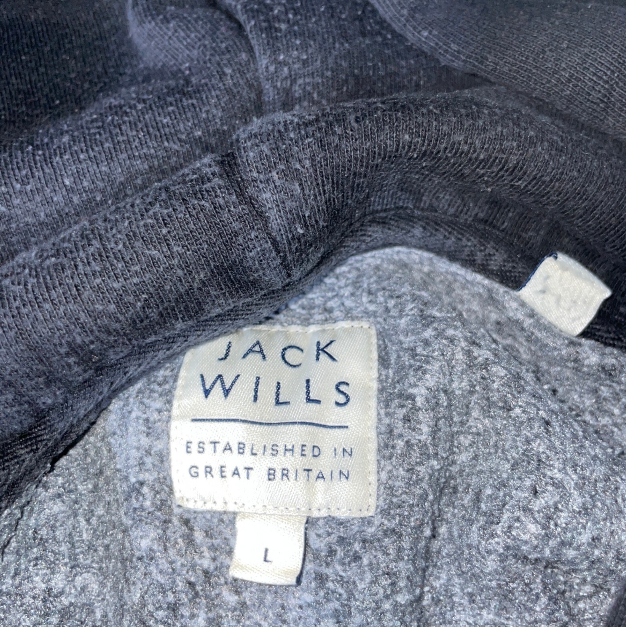 JACK
WILLS
ESTABLISHED IN
GREAT BRITAIN
L